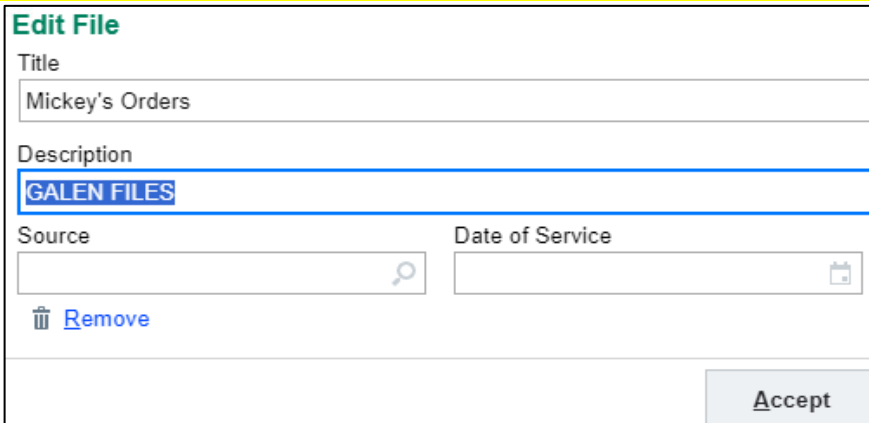 Edit File
Title
Mickey's Orders
Description
GALEN FILES
Source Date of Service
Remove
Accept